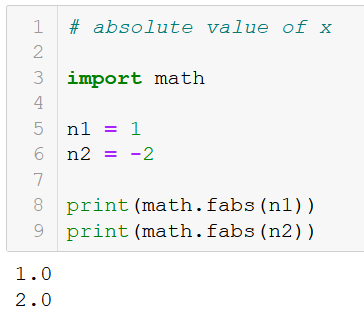 1 # absolute value of x
2
3 import math
4
5 n1 = 1
6 n2 = -2
7
8 print(math.fabs(n1))
9 print(math.fabs(n2))
1.0
2.0